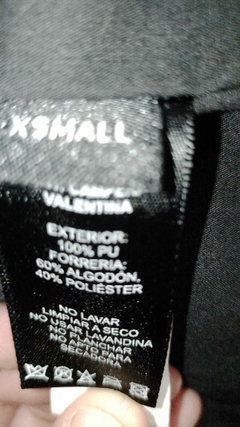 XSMALL
VALENTINA
EXTERIOR:
100% PU
FORRERIA:
60% ALGODÓN,
40% POLIÉSTER
NO LAVAR
LIMPIAR A SECO
NO USAR LAVANDINA
NO PLANCHAR
NO APTO PARA
SECADORA